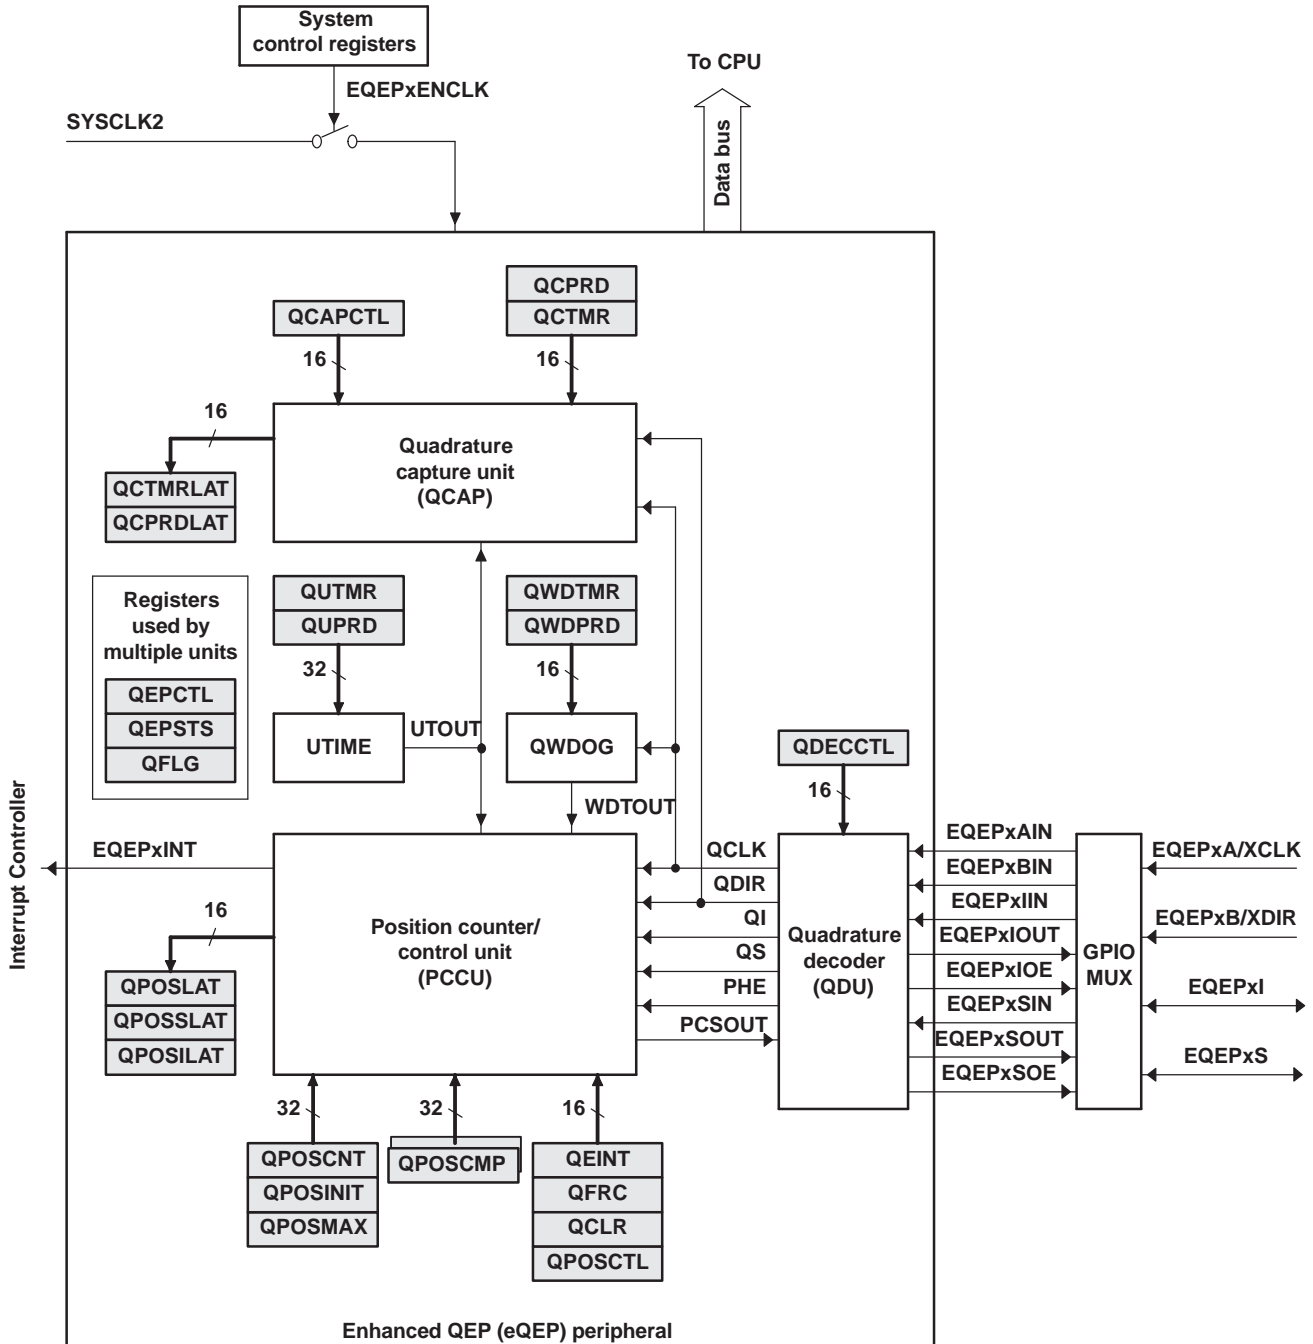 System
control registers
To CPU
EQEPxENCLK
SYSCLK2
Data bus
QCPRD
QCAPCTL
QCTMR
16
16
16
Quadrature
capture unit
(QCAP)
QCTMRLAT
QCPRDLAT
Registers
used by
multiple units
QEPCTL
QEPSTS
QFLG
QUTMR
QUPRD
QWDTMR
QWDPRD
32
16
UTIME
UTOUT
QWDOG
QDECCTL
WDTOUT
16
Interrupt Controller
EQEPxINT
QCLK
QDIR
QI
QS
PHE
PCSOUT
16
Position counter/
control unit
(PCCU)
Quadrature
decoder
(QDU)
EQEPxAIN
EQEPxBIN
EQEPxIIN
EQEPxIOUT
EQEPxIOE
EQEPxSIN
EQEPxSOUT
EQEPxSOE
GPIO
MUX
EQEPxA/XCLK
EQEPxB/XDIR
EQEPxI
EQEPxS
QPOSLAT
QPOSSLAT
QPOSILAT
32
32
16
QPOSCNT
QPOSINIT
QPOSMAX
QPOSCMP
QEINT
QFRC
QCLR
QPOSCTL
Enhanced QEP (eQEP) peripheral